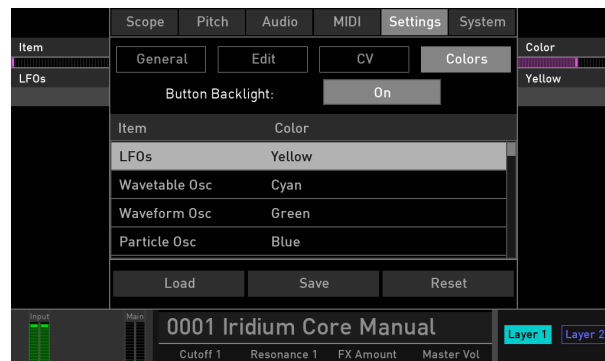 Scope Pitch Audio MIDI Settings System
Item
Color
General Edit CV Colors
LFOs
Yellow
Button Backlight: On
Item Color
LFOs Yellow
Wavetable Osc Cyan
Waveform Osc Green
Particle Osc Blue
Load Save Reset
Input
Main
0001 Iridium Core Manual
Layer 1 Layer 2
Cutoff 1 Resonance 1 FX Amount Master Vol